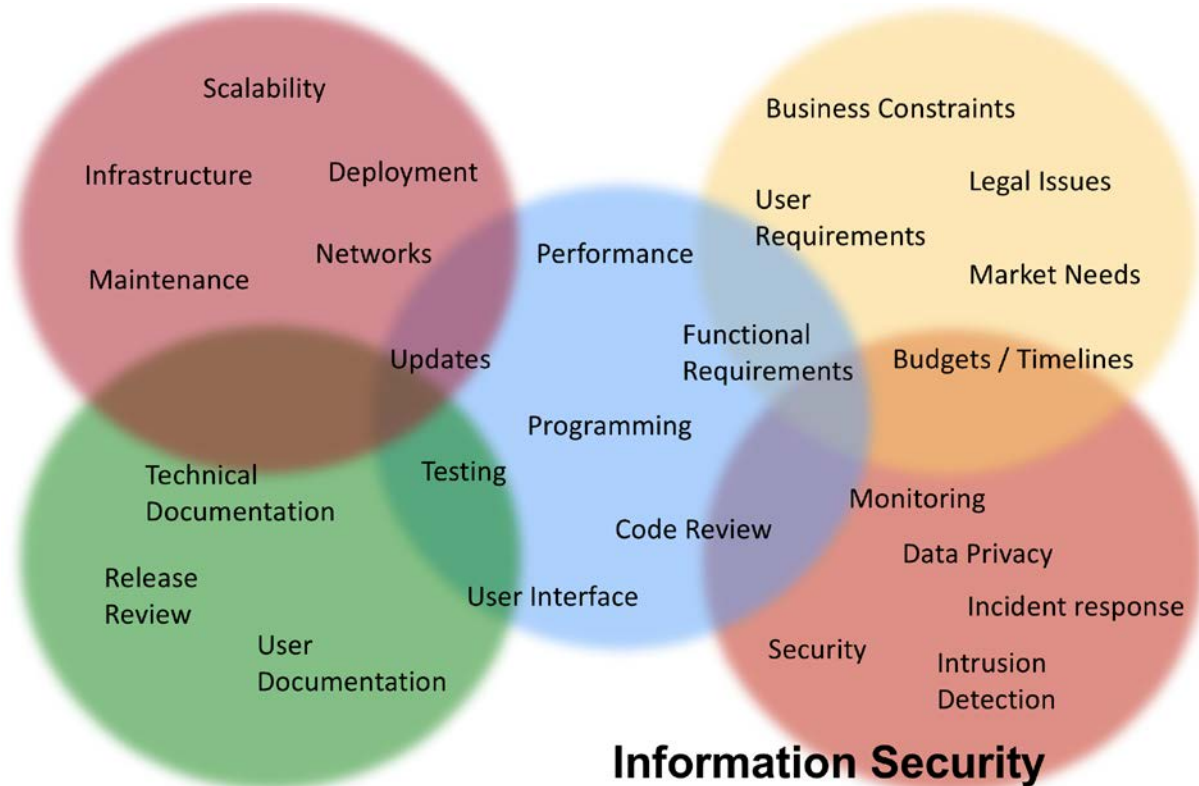 Scalability
Infrastructure
Deployment
Networks
Maintenance
Updates
Business Constraints
Legal Issues
User
Requirements
Market Needs
Budgets / Timelines
Performance
Functional
Requirements
Programming
Testing
Code Review
User Interface
Technical
Documentation
Release
Review
User
Documentation
Monitoring
Data Privacy
Incident response
Security
Intrusion
Detection
Information Security